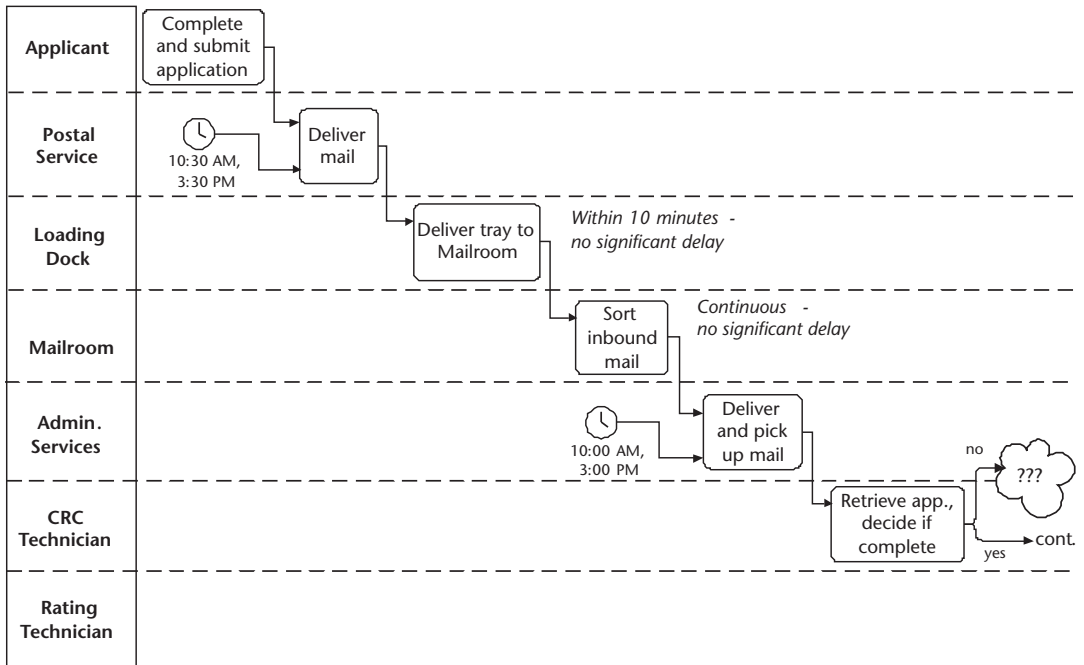 Applicant
Complete
and submit
application
Postal
Service
10:30 AM,
3:30 PM
Deliver
mail
Loading
Dock
Deliver tray to
Mailroom
Within 10 minutes -
no significant delay
Mailroom
Sort
inbound
mail
Continuous -
no significant delay
Admin.
Services
10:00 AM,
3:00 PM
Deliver
and pick
up mail
no
???
CRC
Technician
Retrieve app.,
decide if
complete
yes
cont.
Rating
Technician